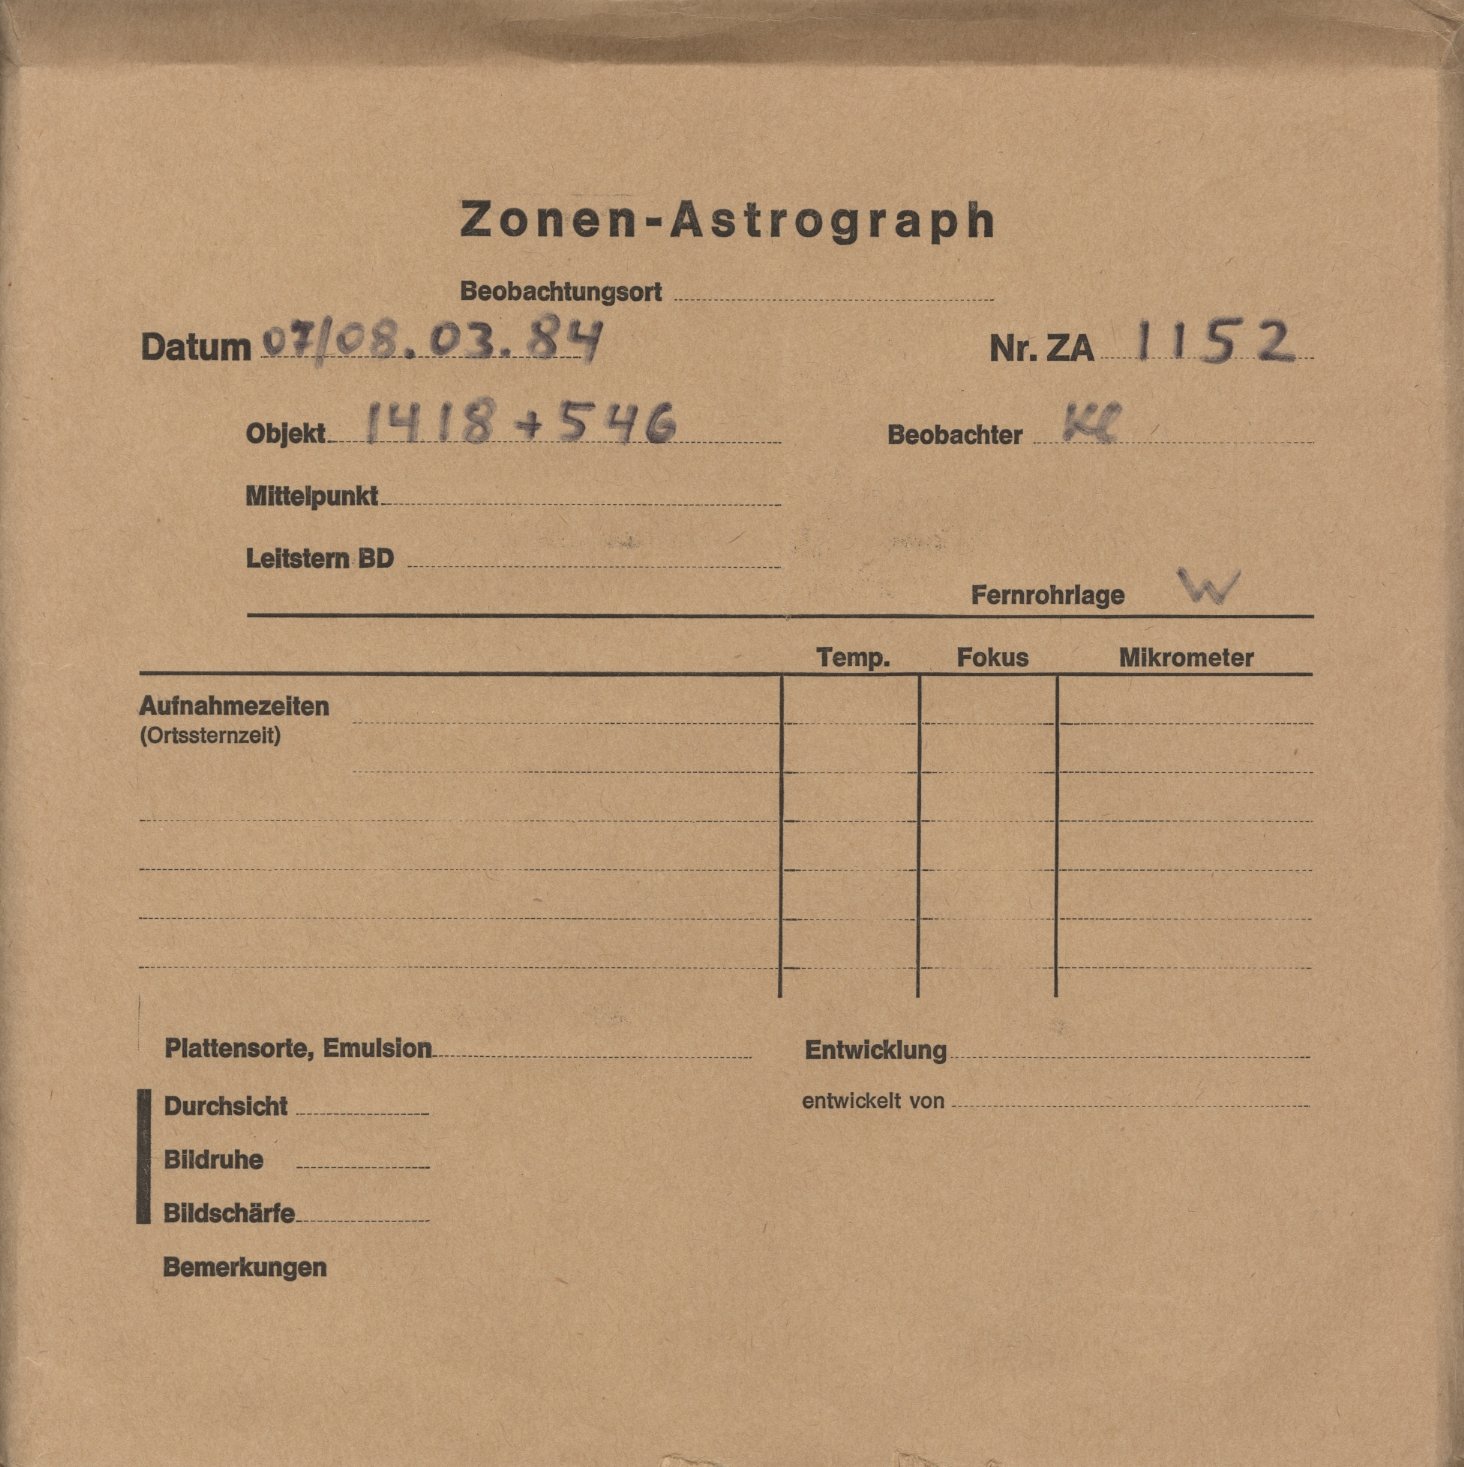 Zonen-Astrograph
Beobachtungsort
Datum 07/08.03.84 Nr. ZA 1152
Objekt 1418+546 Beobachter Kl
Mittelpunkt
Leitstern BD
Fernrohrlage W
Temp. Fokus Mikrometer
Aufnahmezeiten
(Ortssternzeit)
Plattensorte, Emulsion Entwicklung
Durchsicht entwickelt von
Bildruhe
Bildschärfe
Bemerkungen